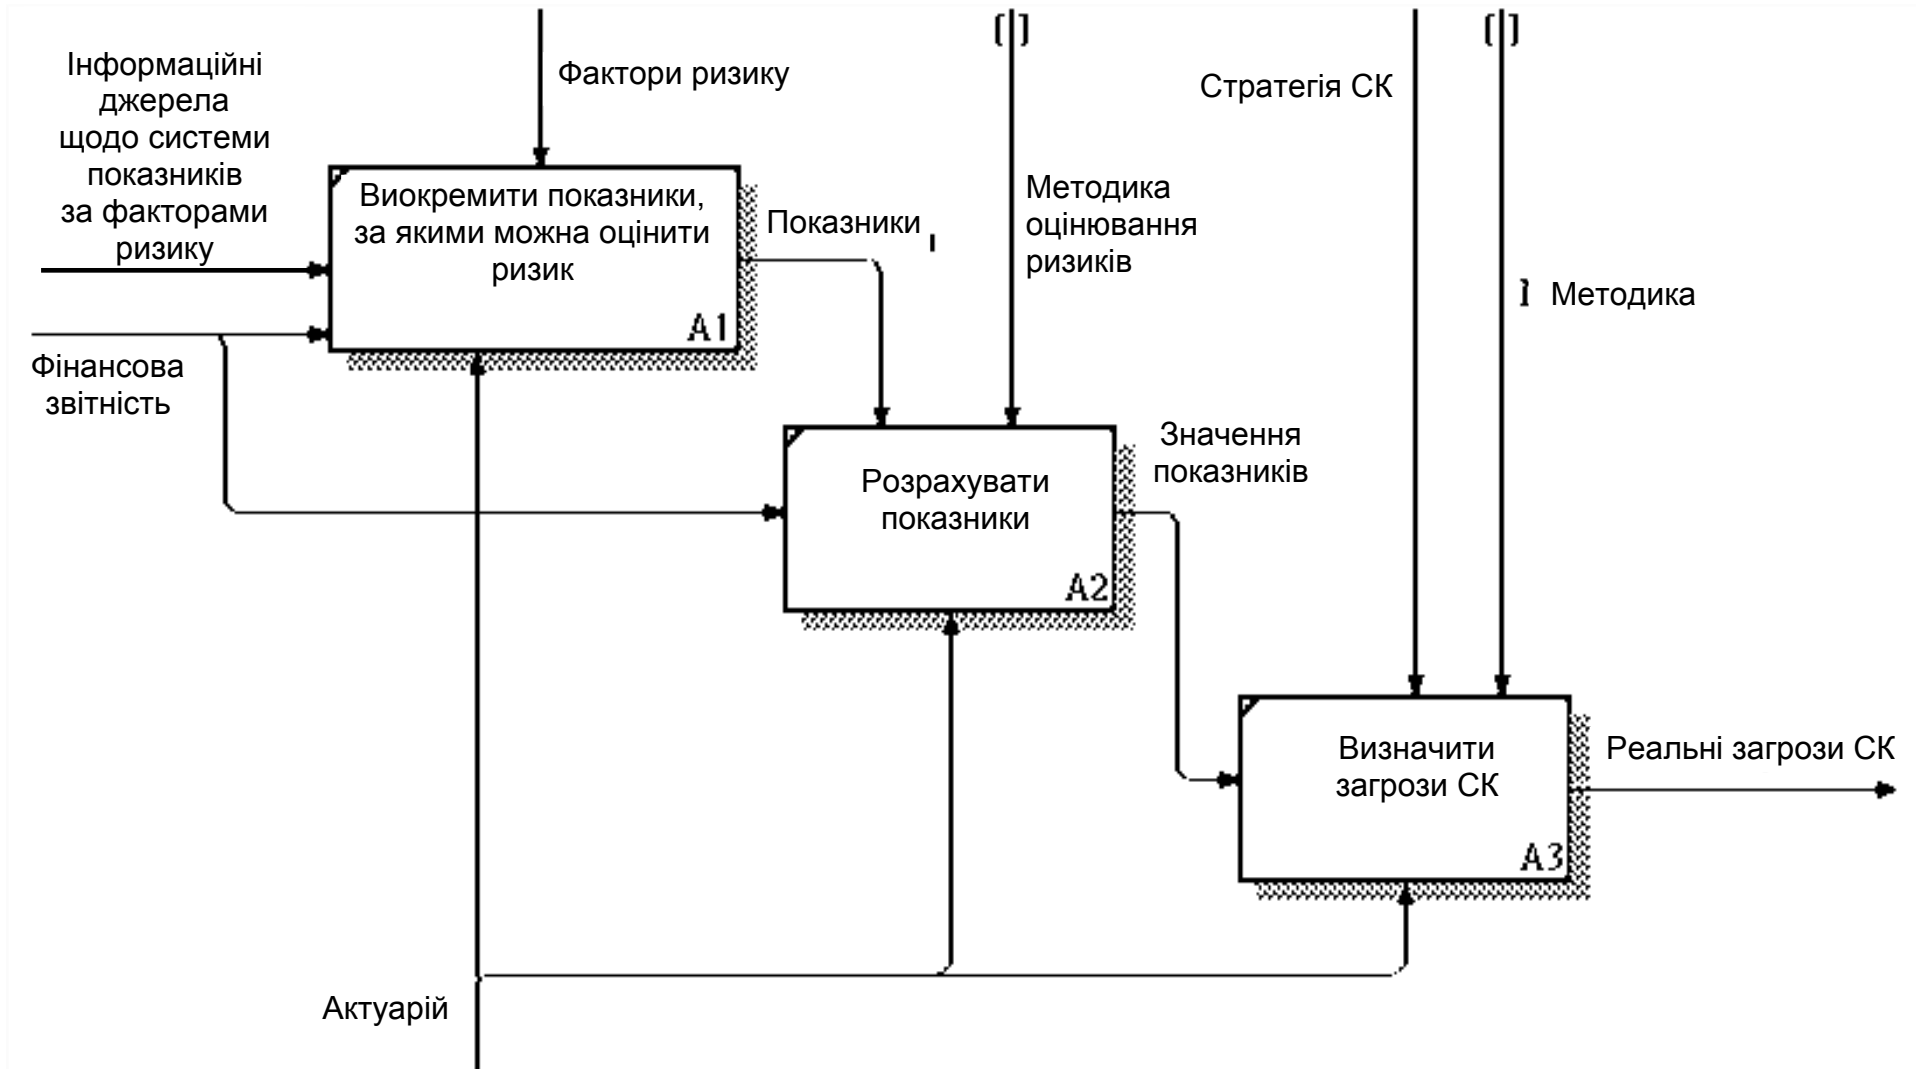 Інформаційні
джерела
щодо системи
показників
за факторами
ризику
Фактори ризику
Стратегія СК
Виокремити показники,
за якими можна оцінити
ризик
A1
Показники
Методика
оцінювання
ризиків
Методика
Фінансова
звітність
Розрахувати
показники
A2
Значення
показників
Визначити
загрози СК
A3
Реальні загрози СК
Актуарій